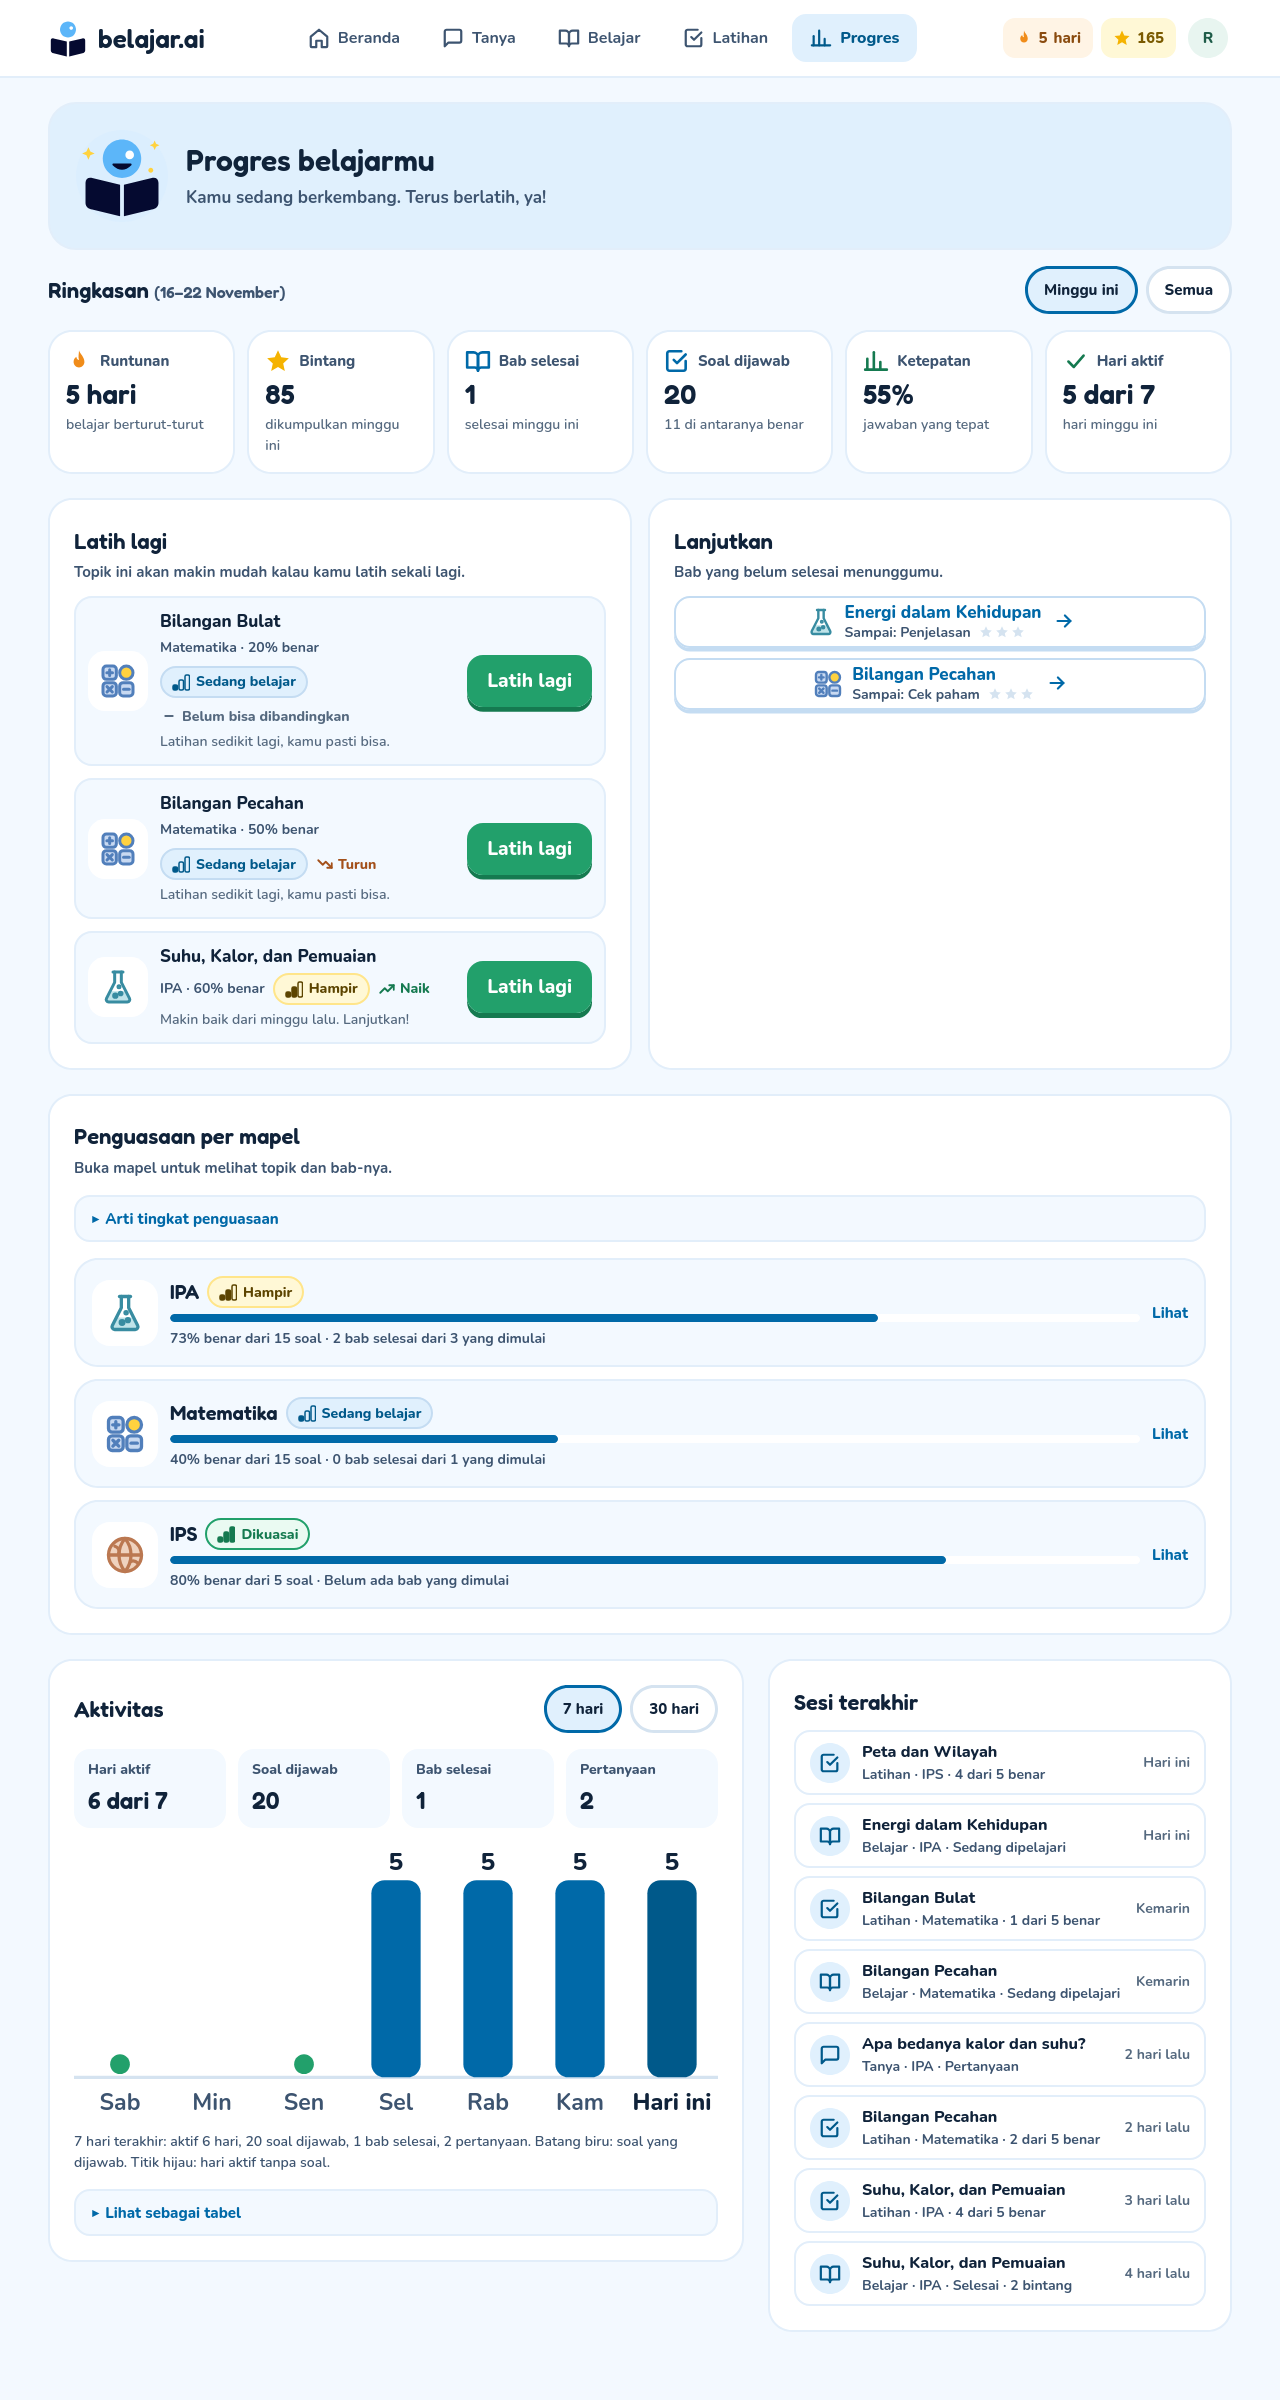 belajar.ai
Beranda
Tanya
Belajar
Latihan
Progres
5 hari
165
R
Progres belajarmu
Kamu sedang berkembang. Terus berlatih, ya!
Ringkasan (16–22 November)
Minggu ini
Semua
Runtunan
5 hari
belajar berturut-turut
Bintang
85
dikumpulkan minggu
ini
Bab selesai
1
selesai minggu ini
Soal dijawab
20
11 di antaranya benar
Ketepatan
55%
jawaban yang tepat
Hari aktif
5 dari 7
hari minggu ini
Latih lagi
Topik ini akan makin mudah kalau kamu latih sekali lagi.
Bilangan Bulat
Matematika · 20% benar
Sedang belajar
– Belum bisa dibandingkan
Latihan sedikit lagi, kamu pasti bisa.
Latih lagi
Bilangan Pecahan
Matematika · 50% benar
Sedang belajar
Turun
Latihan sedikit lagi, kamu pasti bisa.
Latih lagi
Suhu, Kalor, dan Pemuaian
IPA · 60% benar
Hampir
Naik
Makin baik dari minggu lalu. Lanjutkan!
Latih lagi
Lanjutkan
Bab yang belum selesai menunggumu.
Energi dalam Kehidupan
Sampai: Penjelasan
Bilangan Pecahan
Sampai: Cek paham
Penguasaan per mapel
Buka mapel untuk melihat topik dan bab-nya.
Arti tingkat penguasaan
IPA
Hampir
73% benar dari 15 soal · 2 bab selesai dari 3 yang dimulai
Lihat
Matematika
Sedang belajar
40% benar dari 15 soal · 0 bab selesai dari 1 yang dimulai
Lihat
IPS
Dikuasai
80% benar dari 5 soal · Belum ada bab yang dimulai
Lihat
Aktivitas
7 hari
30 hari
Hari aktif
6 dari 7
Soal dijawab
20
Bab selesai
1
Pertanyaan
2
5
5
5
5
Sab
Min
Sen
Sel
Rab
Kam
Hari ini
7 hari terakhir: aktif 6 hari, 20 soal dijawab, 1 bab selesai, 2 pertanyaan. Batang biru: soal yang
dijawab. Titik hijau: hari aktif tanpa soal.
Lihat sebagai tabel
Sesi terakhir
Peta dan Wilayah
Latihan · IPS · 4 dari 5 benar
Hari ini
Energi dalam Kehidupan
Belajar · IPA · Sedang dipelajari
Hari ini
Bilangan Bulat
Latihan · Matematika · 1 dari 5 benar
Kemarin
Bilangan Pecahan
Belajar · Matematika · Sedang dipelajari
Kemarin
Apa bedanya kalor dan suhu?
Tanya · IPA · Pertanyaan
2 hari lalu
Bilangan Pecahan
Latihan · Matematika · 2 dari 5 benar
2 hari lalu
Suhu, Kalor, dan Pemuaian
Latihan · IPA · 4 dari 5 benar
3 hari lalu
Suhu, Kalor, dan Pemuaian
Belajar · IPA · Selesai · 2 bintang
4 hari lalu